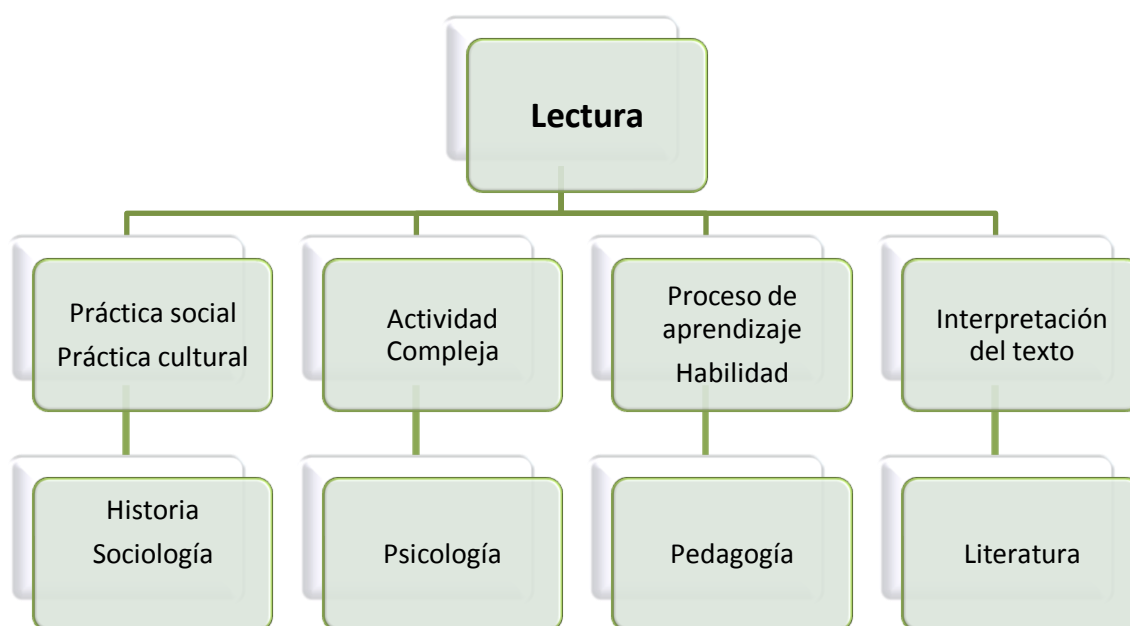 Lectura
Práctica social
Práctica cultural
Actividad
Compleja
Proceso de
aprendizaje
Habilidad
Interpretación
del texto
Historia
Sociología
Psicología
Pedagogía
Literatura